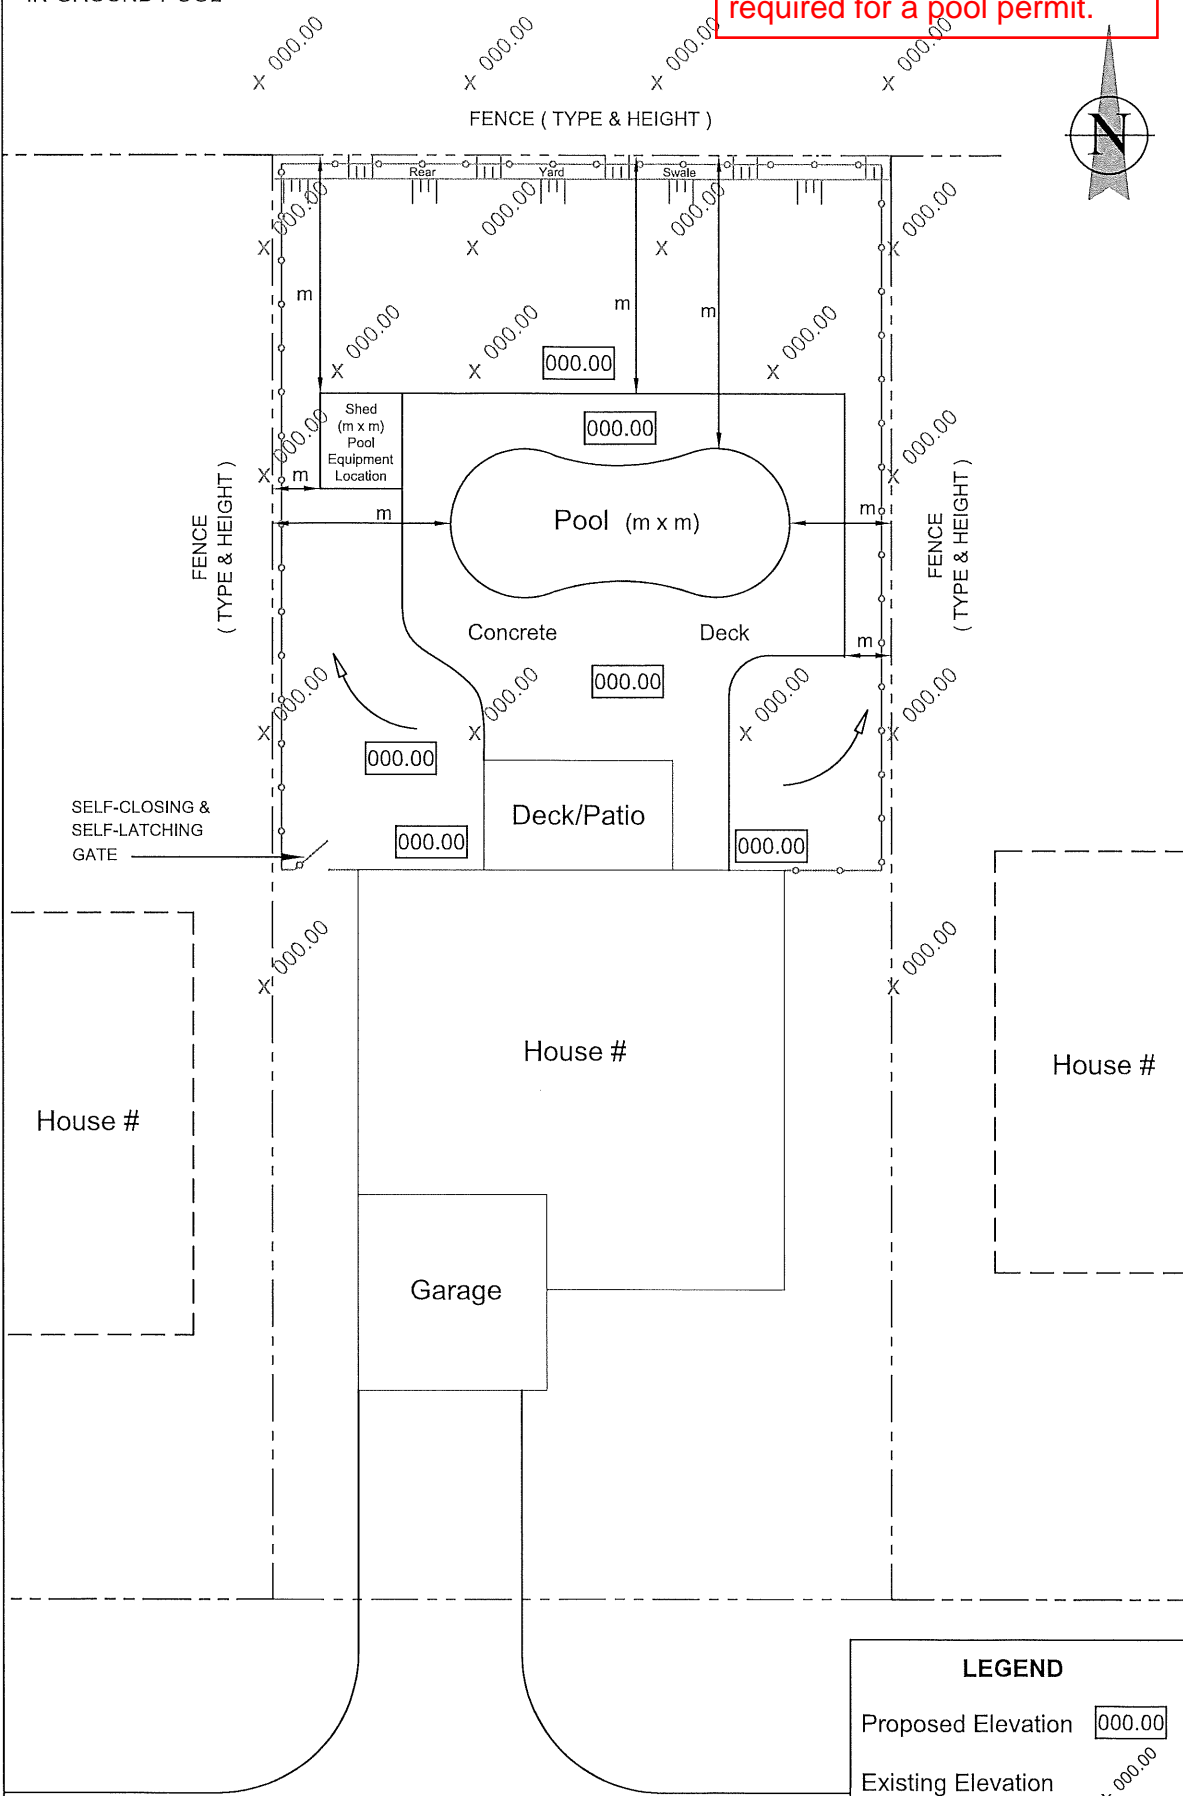 IN GROUND POOL
required for a pool permit.
X 000.00
X 000.00
X 000.00
X 000.00
FENCE ( TYPE & HEIGHT )
N
Rear Yard Swale
X 000.00
X 000.00
X 000.00
X 000.00
m
m
m
X 000.00
X 000.00
X 000.00
000.00
000.00
Shed
(m x m)
Pool
Equipment
Location
X 000.00
X 000.00
m
m
Pool (m x m)
m
FENCE
( TYPE & HEIGHT )
FENCE
( TYPE & HEIGHT )
Concrete Deck
m
000.00
X 000.00
X 000.00
X 000.00
X 000.00
000.00
SELF-CLOSING &
SELF-LATCHING
GATE
Deck/Patio
000.00
000.00
X 000.00
X 000.00
House #
House #
House #
Garage
LEGEND
Proposed Elevation 000.00
Existing Elevation X 000.00